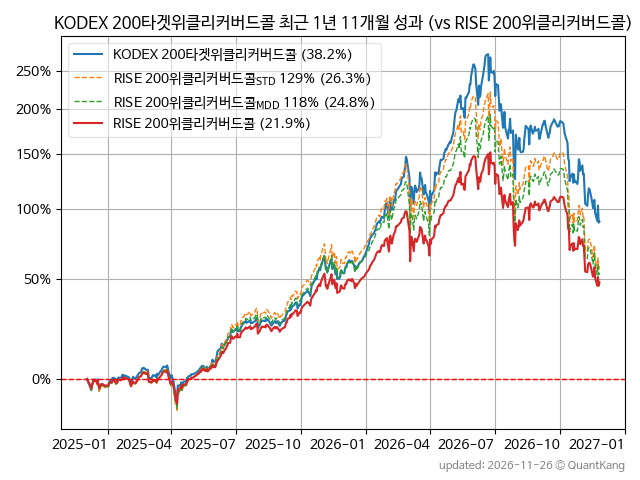 KODEX 200타겟위클리커버드콜 최근 1년 11개월 성과 (vs RISE 200위클리커버드콜)
KODEX 200타겟위클리커버드콜 (38.2%)
RISE 200위클리커버드콜STD 129% (26.3%)
RISE 200위클리커버드콜MDD 118% (24.8%)
RISE 200위클리커버드콜 (21.9%)
250%
200%
150%
100%
50%
0%
2025-01 2025-04 2025-07 2025-10 2026-01 2026-04 2026-07 2026-10 2027-01
updated: 2026-11-26 © QuantKang